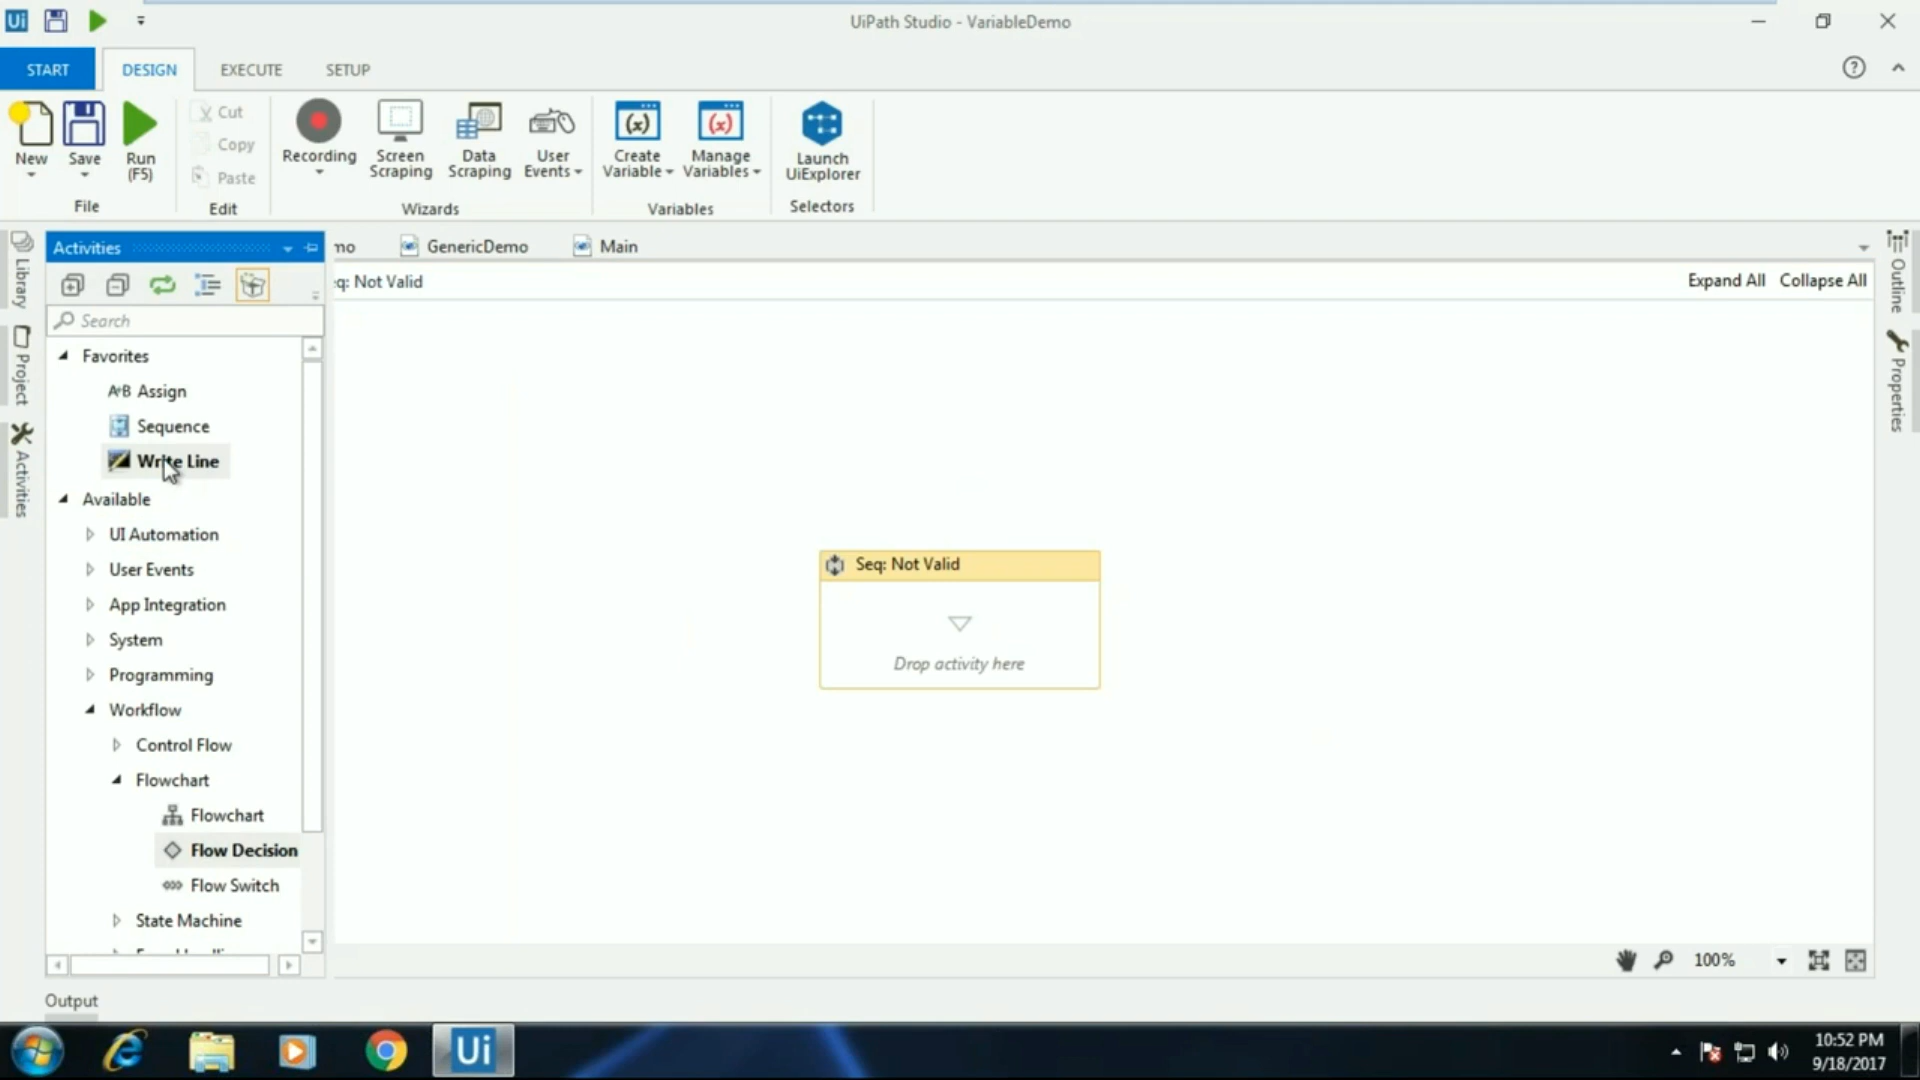 Ui
UiPath Studio - VariableDemo
START
DESIGN
EXECUTE
SETUP
New
Save
Run
(F5)
File
Cut
Copy
Paste
Edit
Recording
Screen
Scraping
Data
Scraping
User
Events
Wizards
Create
Variable
Manage
Variables
Variables
Launch
UiExplorer
Selectors
Library
Project
Activities
Activities
Search
Favorites
A+B Assign
Sequence
Write Line
Available
UI Automation
User Events
App Integration
System
Programming
Workflow
Control Flow
Flowchart
Flowchart
Flow Decision
Flow Switch
State Machine
mo
GenericDemo
Main
eq: Not Valid
Expand All
Collapse All
Seq: Not Valid
Drop activity here
Outline
Properties
100%
Output
Ui
10:52 PM
9/18/2017